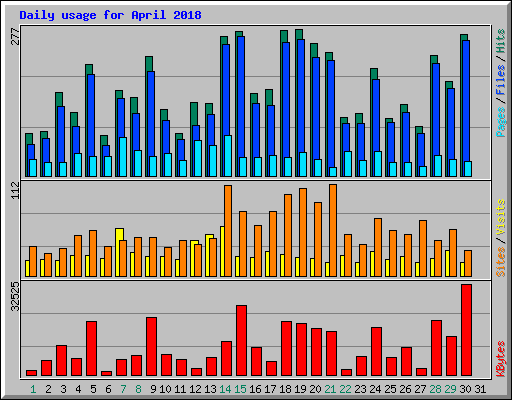 Daily usage for April 2018
277
Pages / Files / Hits
112
Sites / Visits
32525
KBytes
1 2 3 4 5 6 7 8 9 10 11 12 13 14 15 16 17 18 19 20 21 22 23 24 25 26 27 28 29 30 31